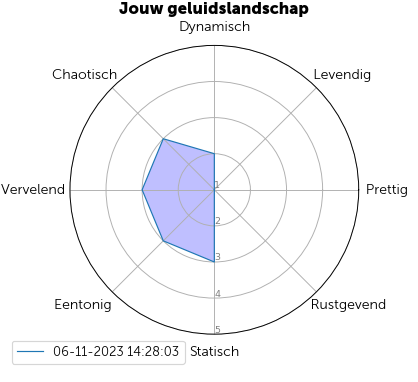 Jouw geluidslandschap
Dynamisch
Chaotisch
Levendig
Vervelend
1
Prettig
2
3
4
Eentonig
Rustgevend
5
06-11-2023 14:28:03
Statisch